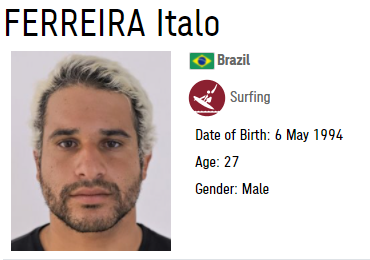 FERREIRA Italo
Brazil
Surfing
Date of Birth: 6 May 1994
Age: 27
Gender: Male